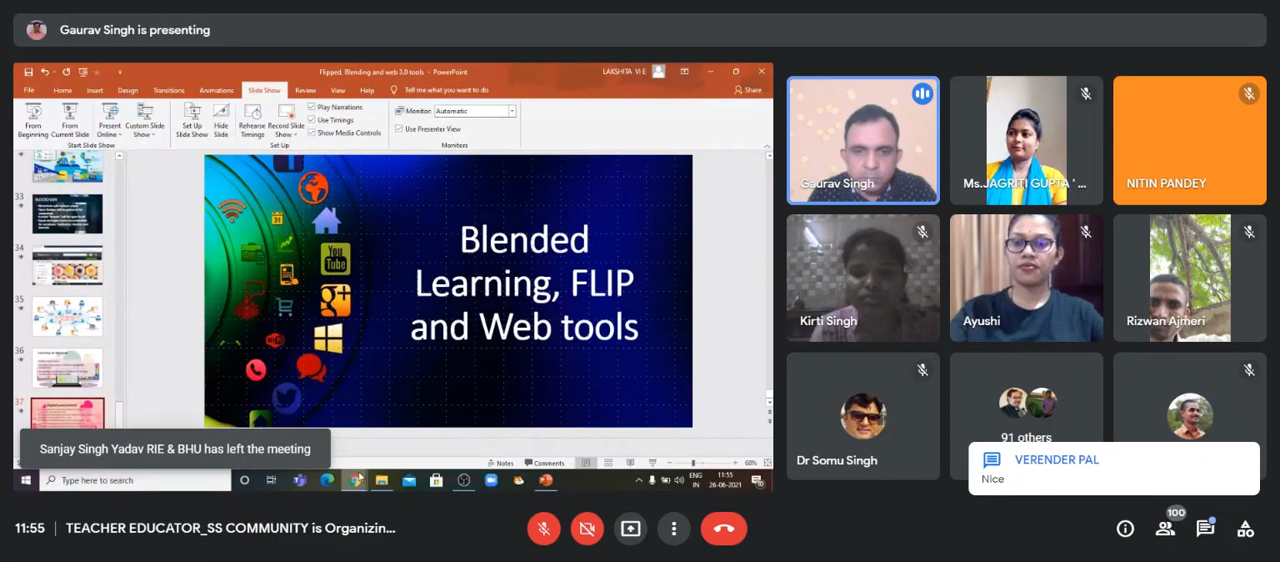 Gaurav Singh is presenting
Flipped, Blending and web 3.0 tools - PowerPoint
LAKSHITA VI E
File Home Insert Design Transitions Animations Slide Show Review View Help Tell me what you want to do
Share
From Beginning
From Current Slide
Present Online
Custom Slide Show
Set Up Slide Show
Hide Slide
Rehearse Timings
Record Slide Show
Play Narrations
Use Timings
Show Media Controls
Monitor: Automatic
Use Presenter View
Start Slide Show
Set Up
Monitors
33
BLOCKCHAIN
34
35
36
37
You
Tube
g+
Blended
Learning, FLIP
and Web tools
Sanjay Singh Yadav RIE & BHU has left the meeting
Notes Comments
68%
Type here to search
ENG
IN
11:55
26-06-2021
Gaurav Singh
Ms.JAGRITI GUPTA ' ...
NITIN PANDEY
Kirti Singh
Ayushi
Rizwan Ajmeri
Dr Somu Singh
91 others
VERENDER PAL
Nice
11:55 | TEACHER EDUCATOR_SS COMMUNITY is Organizin...
100